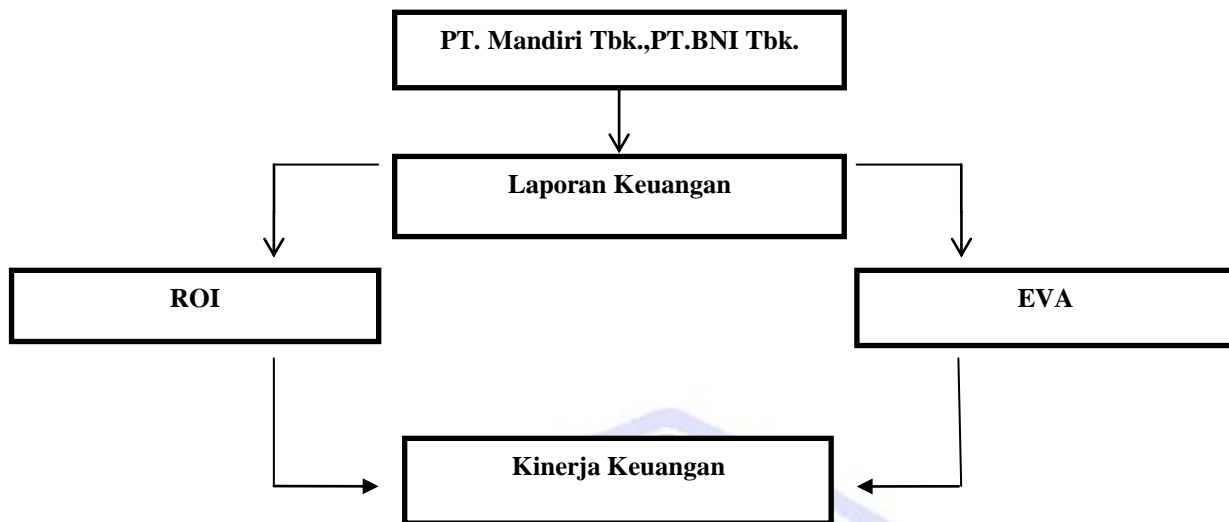 PT. Mandiri Tbk.,PT.BNI Tbk.
Laporan Keuangan
ROI
EVA
Kinerja Keuangan